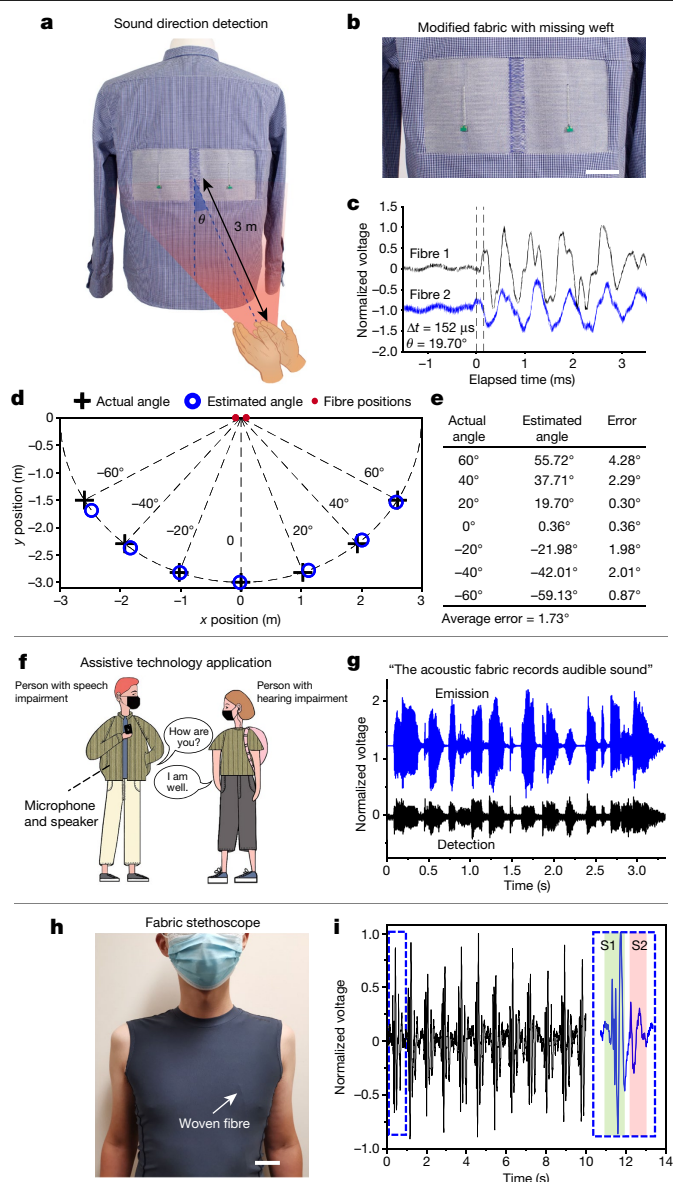 a
Sound direction detection
θ
3 m
b
Modified fabric with missing weft
c
Normalized voltage
1.5
1.0
0.5
0
−0.5
−1.0
−1.5
−2.0
Fibre 1
Fibre 2
Δt = 152 μs
θ = 19.70°
−1
0
1
2
3
Elapsed time (ms)
d
Actual angle
Estimated angle
Fibre positions
y position (m)
0
−0.5
−1.0
−1.5
−2.0
−2.5
−3.0
−60°
−40°
−20°
0
20°
40°
60°
−3
−2
−1
0
1
2
3
x position (m)
e
Actual angle Estimated angle Error
60° 55.72° 4.28°
40° 37.71° 2.29°
20° 19.70° 0.30°
0° 0.36° 0.36°
−20° −21.98° 1.98°
−40° −42.01° 2.01°
−60° −59.13° 0.87°
Average error = 1.73°
f
Assistive technology application
Person with speech
impairment
Person with
hearing impairment
How are
you?
I am
well.
Microphone
and speaker
g
"The acoustic fabric records audible sound"
Normalized voltage
2
1
0
Emission
Detection
0
0.5
1.0
1.5
2.0
2.5
3.0
Time (s)
h
Fabric stethoscope
Woven fibre
i
Normalized voltage
1.0
0.5
0
−0.5
−1.0
S1
S2
0
2
4
6
8
10
12
14
Time (s)